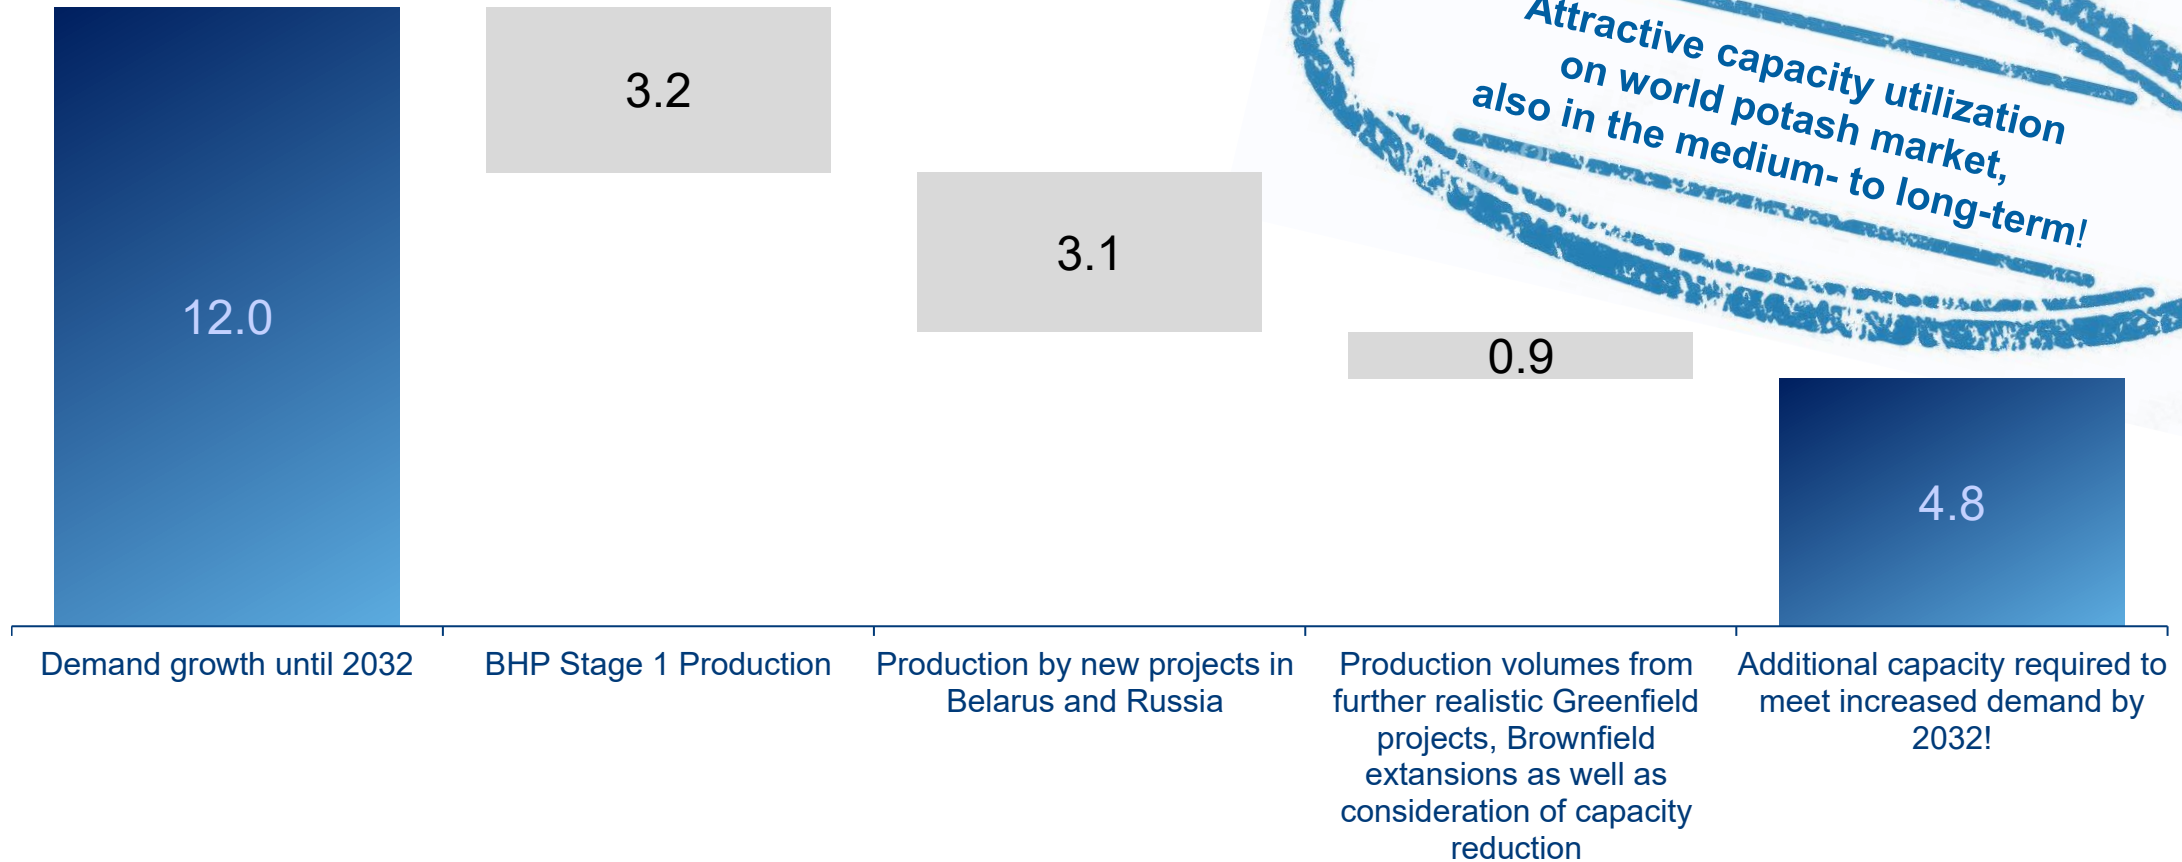 Attractive capacity utilization
on world potash market,
also in the medium- to long-term!
12.0
3.2
3.1
0.9
4.8
Demand growth until 2032
BHP Stage 1 Production
Production by new projects in
Belarus and Russia
Production volumes from
further realistic Greenfield
projects, Brownfield
extansions as well as
consideration of capacity
reduction
Additional capacity required to
meet increased demand by
2032!